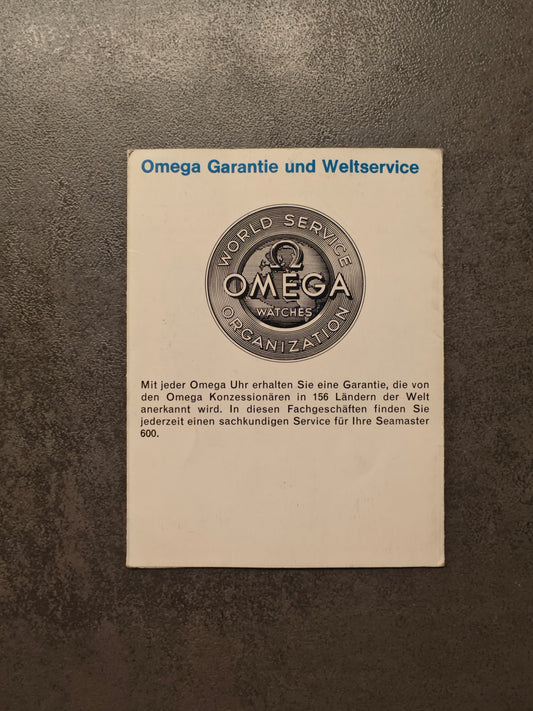 Omega Garantie und Weltservice
WORLD SERVICE
Ω
OMEGA
WATCHES
ORGANIZATION
Mit jeder Omega Uhr erhalten Sie eine Garantie, die von
den Omega Konzessionären in 156 Ländern der Welt
anerkannt wird. In diesen Fachgeschäften finden Sie
jederzeit einen sachkundigen Service für Ihre Seamaster
600.